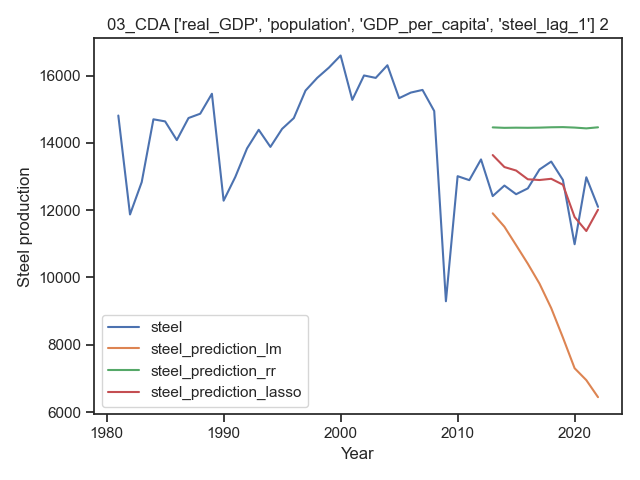 03_CDA ['real_GDP', 'population', 'GDP_per_capita', 'steel_lag_1'] 2
16000
14000
12000
10000
8000
6000
Steel production
steel
steel_prediction_lm
steel_prediction_rr
steel_prediction_lasso
1980
1990
2000
2010
2020
Year